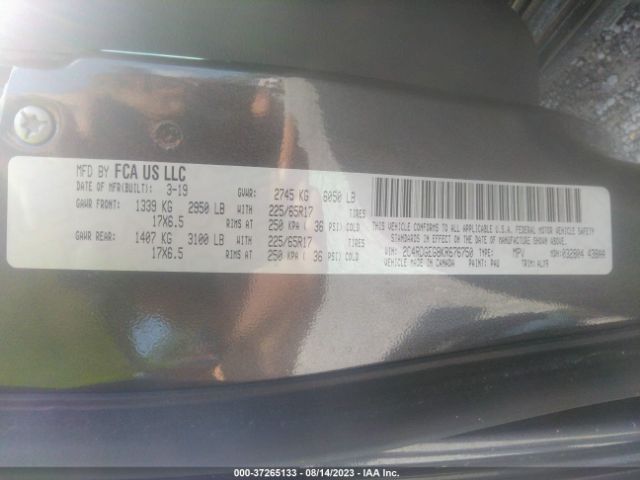 MFD BY FCA US LLC
DATE OF MFR(BUILT): 3-19 GVWR: 2745 KG 6050 LB
GAWR FRONT: 1339 KG 2950 LB WITH 225/65R17 TIRES
17X6.5 RIMS AT 250 KPA ( 36 PSI) COLD
GAWR REAR: 1407 KG 3100 LB WITH 225/65R17 TIRES
17X6.5 RIMS AT 250 KPA ( 36 PSI) COLD
THIS VEHICLE CONFORMS TO ALL APPLICABLE U.S.A. FEDERAL MOTOR VEHICLE SAFETY
STANDARDS IN EFFECT ON THE DATE OF MANUFACTURE SHOWN ABOVE.
VIN: 2C4RDGEG8KR676750 TYPE: MPV MDH:032804 438AA
VEHICLE MADE IN CANADA PAINT: PAU TRIM:
000-37265133 - 08/14/2023 - IAA Inc.